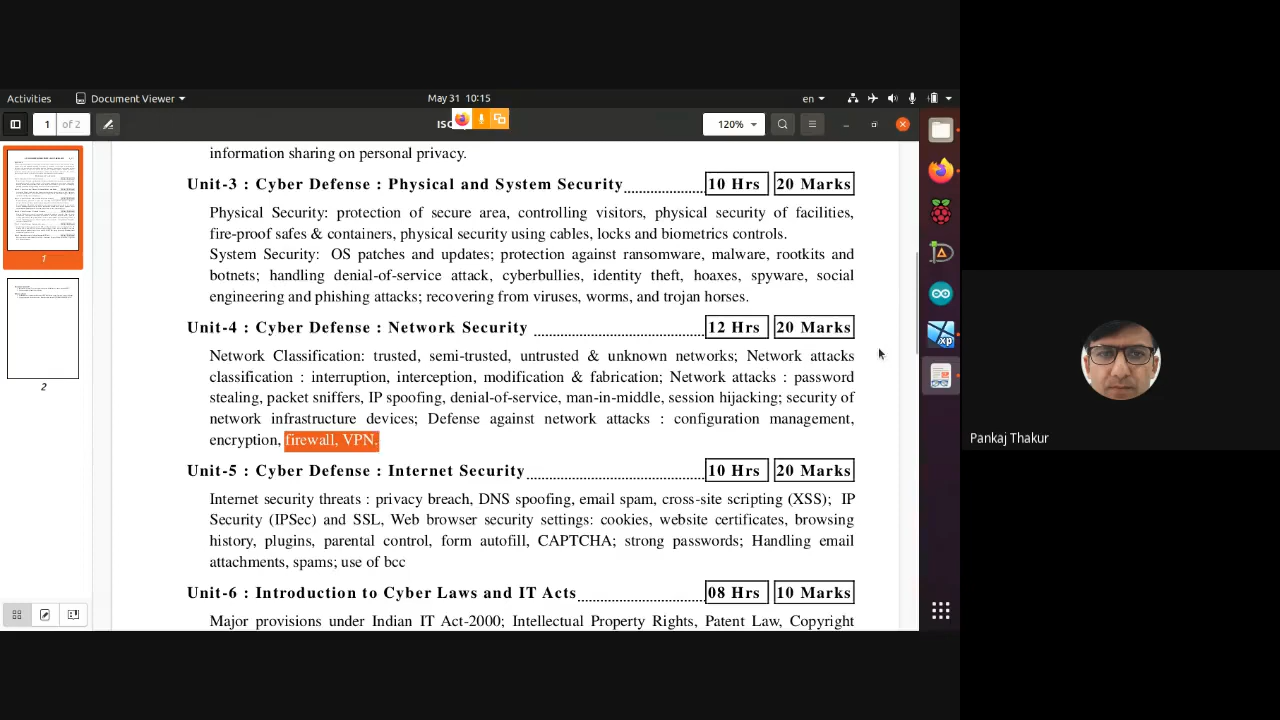 Activities
Document Viewer
May 31 10:15
en
1 of 2
ISC
120%
information sharing on personal privacy.
Unit-3 : Cyber Defense : Physical and System Security 10 Hrs 20 Marks
Physical Security: protection of secure area controlling visitors, physical security of facilities,
fire-proof safes & containers, physical security using cables, locks and biometric controls.
System Security: OS patches and updates; protection against ransomware, malware, rootkits and
botnets; handling denial-of-service attack, cyberbullies, identity theft, hoaxes, spyware, social
engineering and phishing attacks; recovering from viruses, worms, and trojan horses.
Unit-4 : Cyber Defense : Network Security 12 Hrs 20 Marks
Network Classification: trusted, semi-trusted, untrusted & unknown networks; Network attacks
classification : interruption, interception, modification & fabrication; Network attacks : password
stealing, packet sniffers, IP spoofing, denial-of-service, man-in-middle, session hijacking; security of
network infrastructure devices; Defense against network attacks : configuration management,
encryption, firewall, VPN.
Unit-5 : Cyber Defense : Internet Security 10 Hrs 20 Marks
Internet security threats : privacy breach, DNS spoofing, email spam, cross-site scripting (XSS); IP
Security (IPSec) and SSL, Web browser security settings: cookies, website certificates, browsing
history, plugins, parental control, form autofill, CAPTCHA; strong passwords; Handling email
attachments, spams; use of bcc
Unit-6 : Introduction to Cyber Laws and IT Acts 08 Hrs 10 Marks
Major provisions under Indian IT Act-2000; Intellectual Property Rights, Patent Law, Copyright
1
2
xp
Pankaj Thakur